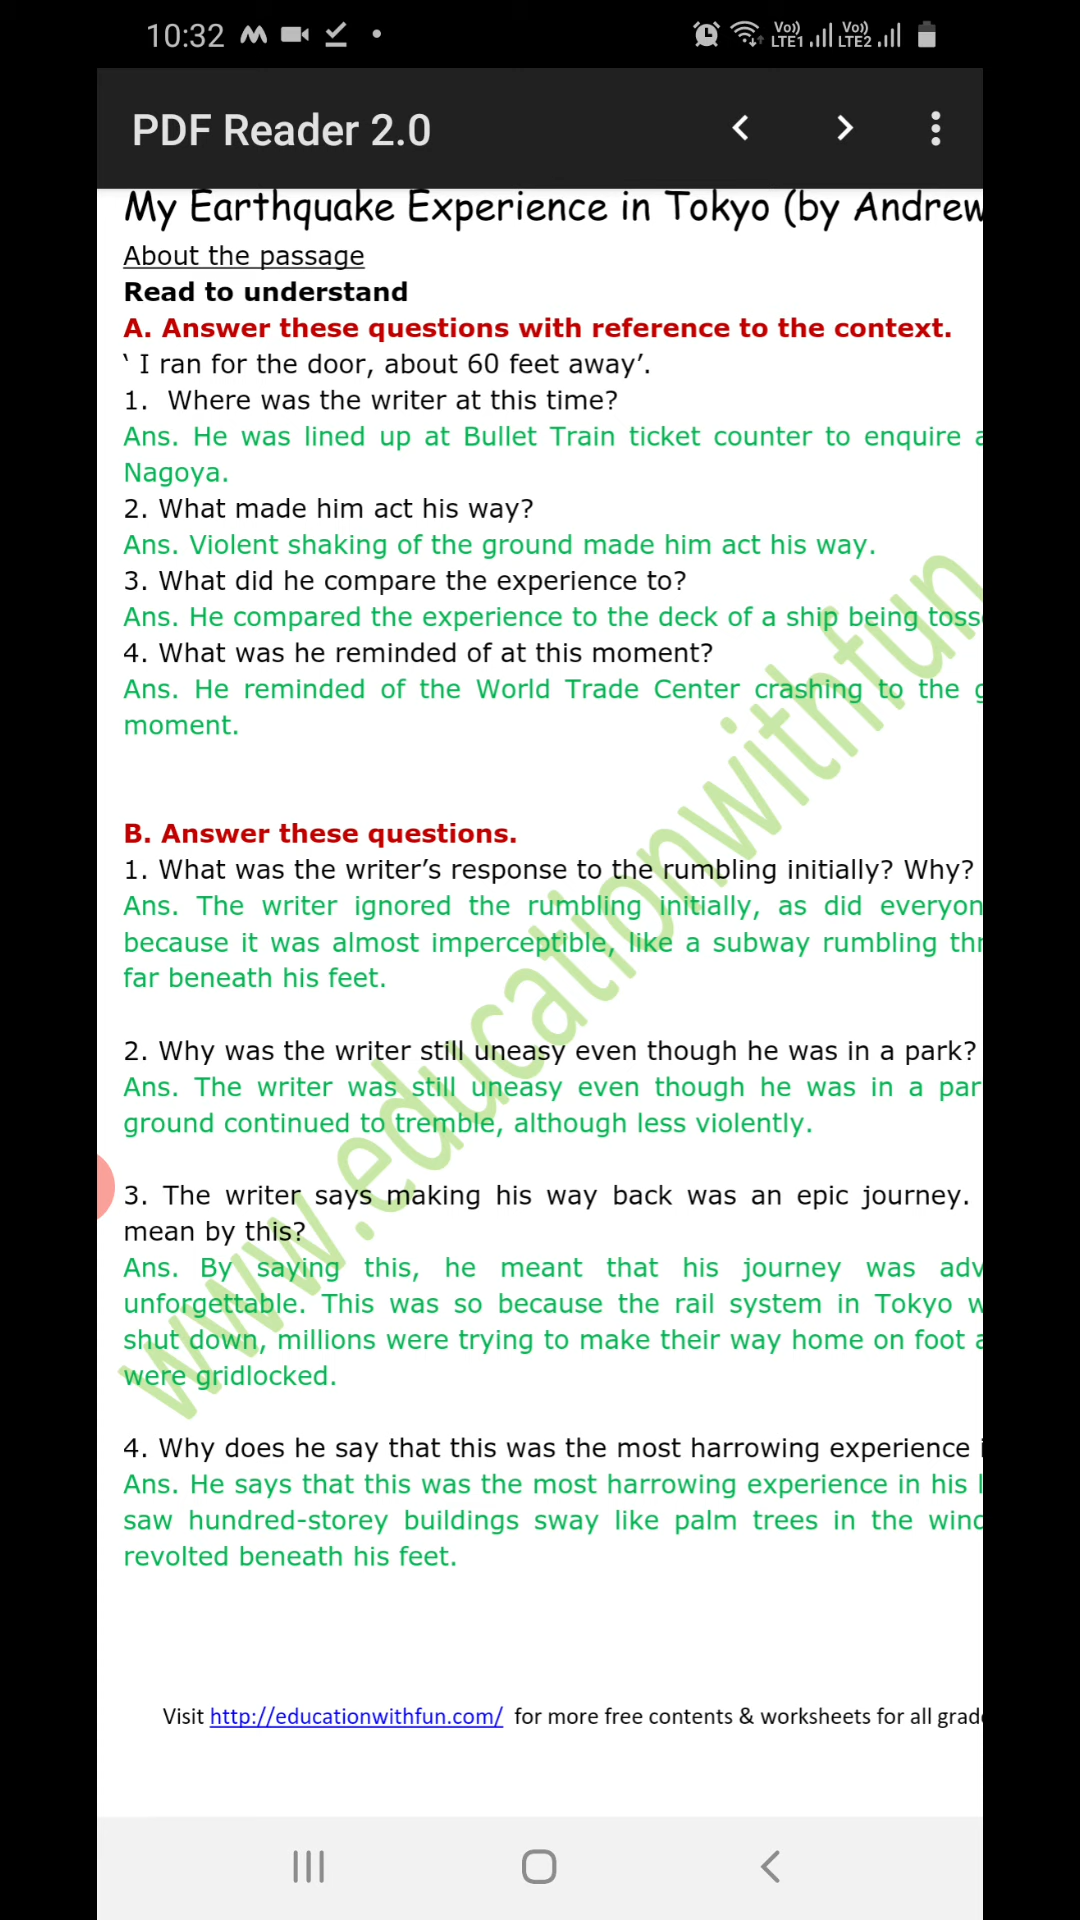 10:32
Vo)) LTE1 Vo)) LTE2
PDF Reader 2.0
My Earthquake Experience in Tokyo (by Andrew
About the passage
Read to understand
A. Answer these questions with reference to the context.
‘ I ran for the door, about 60 feet away’.
1. Where was the writer at this time?
Ans. He was lined up at Bullet Train ticket counter to enquire
Nagoya.
2. What made him act his way?
Ans. Violent shaking of the ground made him act his way.
3. What did he compare the experience to?
Ans. He compared the experience to the deck of a ship being toss
4. What was he reminded of at this moment?
Ans. He reminded of the World Trade Center crashing to the
moment.
B. Answer these questions.
1. What was the writer’s response to the rumbling initially? Why?
Ans. The writer ignored the rumbling initially, as did everyon
because it was almost imperceptible, like a subway rumbling thr
far beneath his feet.
2. Why was the writer still uneasy even though he was in a park?
Ans. The writer was still uneasy even though he was in a par
ground continued to tremble, although less violently.
3. The writer says making his way back was an epic journey.
mean by this?
Ans. By saying this, he meant that his journey was adv
unforgettable. This was so because the rail system in Tokyo w
shut down, millions were trying to make their way home on foot
were gridlocked.
4. Why does he say that this was the most harrowing experience
Ans. He says that this was the most harrowing experience in his
saw hundred-storey buildings sway like palm trees in the wind
revolted beneath his feet.
www.educationwithfun
Visit http://educationwithfun.com/ for more free contents & worksheets for all grad